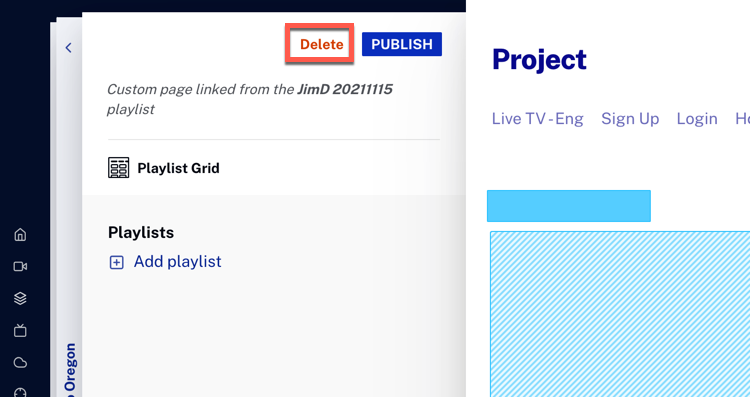 Delete
PUBLISH
Custom page linked from the JimD 20211115
playlist
Playlist Grid
Playlists
Add playlist
Oregon
Project
Live TV - Eng
Sign Up
Login